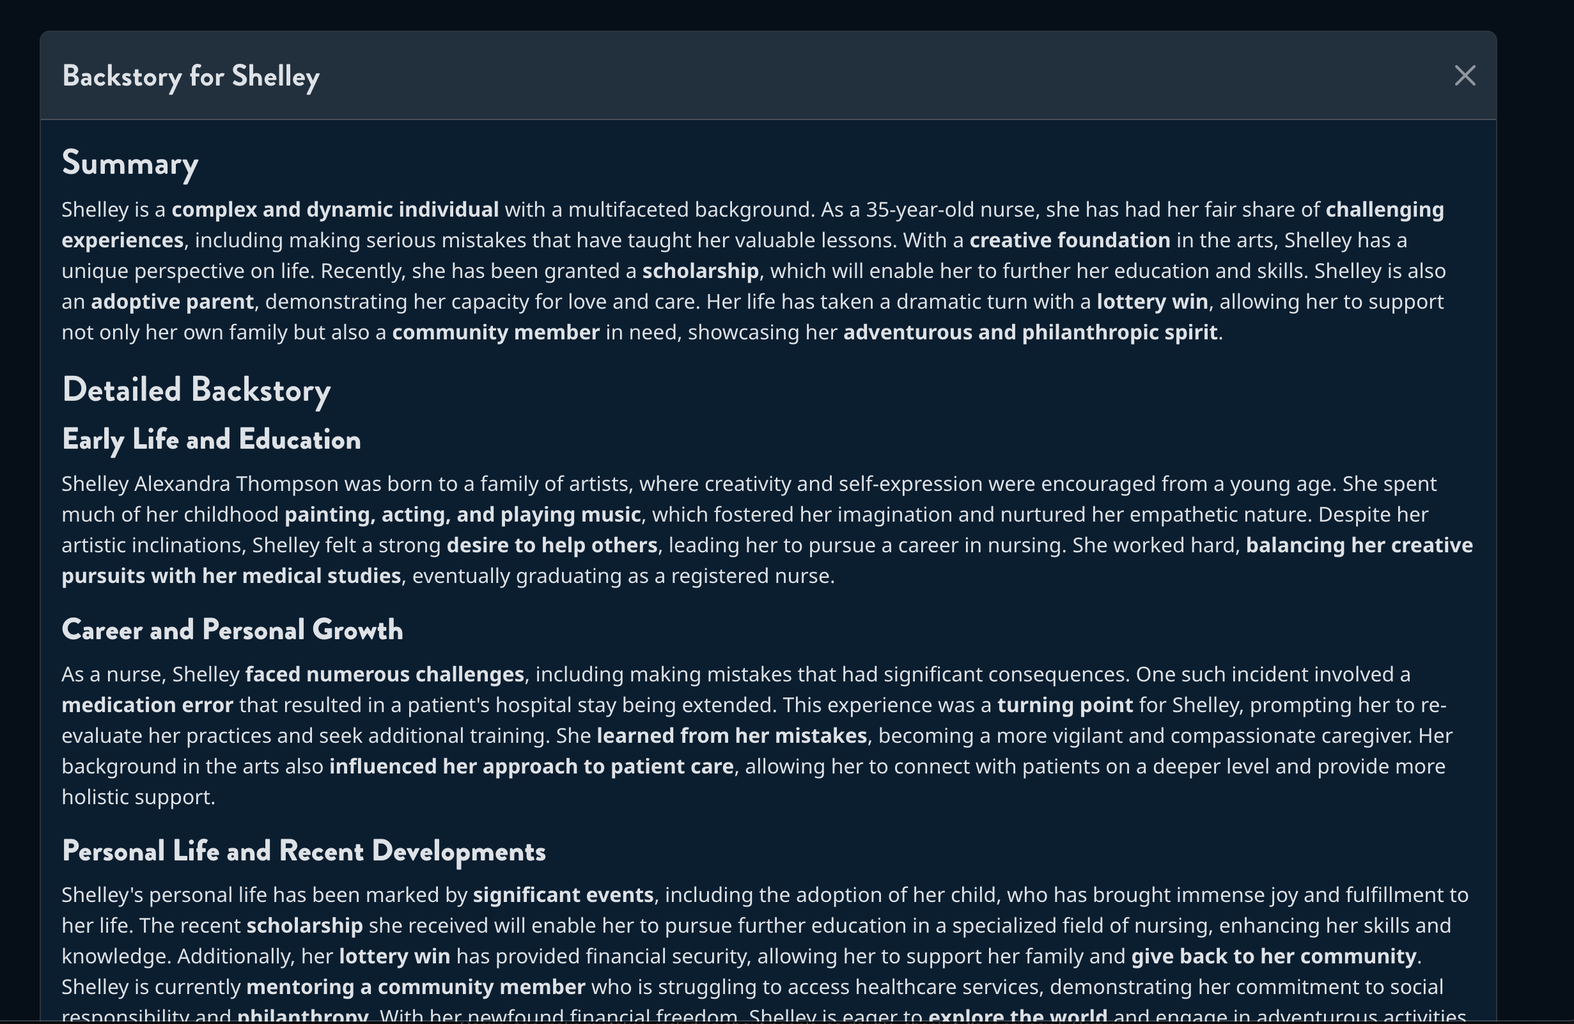 Backstory for Shelley
Summary
Shelley is a complex and dynamic individual with a multifaceted background. As a 35-year-old nurse, she has had her fair share of challenging
experiences, including making serious mistakes that have taught her valuable lessons. With a creative foundation in the arts, Shelley has a
unique perspective on life. Recently, she has been granted a scholarship, which will enable her to further her education and skills. Shelley is also
an adoptive parent, demonstrating her capacity for love and care. Her life has taken a dramatic turn with a lottery win, allowing her to support
not only her own family but also a community member in need, showcasing her adventurous and philanthropic spirit.
Detailed Backstory
Early Life and Education
Shelley Alexandra Thompson was born to a family of artists, where creativity and self-expression were encouraged from a young age. She spent
much of her childhood painting, acting, and playing music, which fostered her imagination and nurtured her empathetic nature. Despite her
artistic inclinations, Shelley felt a strong desire to help others, leading her to pursue a career in nursing. She worked hard, balancing her creative
pursuits with her medical studies, eventually graduating as a registered nurse.
Career and Personal Growth
As a nurse, Shelley faced numerous challenges, including making mistakes that had significant consequences. One such incident involved a
medication error that resulted in a patient's hospital stay being extended. This experience was a turning point for Shelley, prompting her to re-
evaluate her practices and seek additional training. She learned from her mistakes, becoming a more vigilant and compassionate caregiver. Her
background in the arts also influenced her approach to patient care, allowing her to connect with patients on a deeper level and provide more
holistic support.
Personal Life and Recent Developments
Shelley's personal life has been marked by significant events, including the adoption of her child, who has brought immense joy and fulfillment to
her life. The recent scholarship she received will enable her to pursue further education in a specialized field of nursing, enhancing her skills and
knowledge. Additionally, her lottery win has provided financial security, allowing her to support her family and give back to her community.
Shelley is currently mentoring a community member who is struggling to access healthcare services, demonstrating her commitment to social
responsibility and philanthropy. With her newfound financial freedom, Shelley is eager to explore the world and engage in adventurous activities